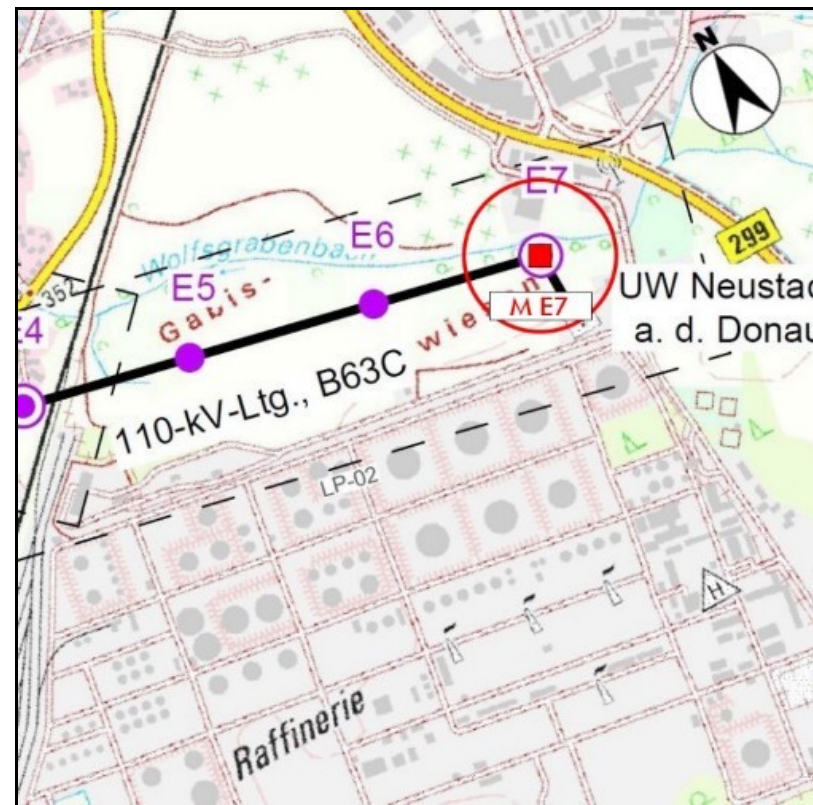 N
E7
299
E6
Wolfsgrabenbach
352
E5
Gabis-
wiesen
M E7
UW Neustad
a. d. Donau
E4
110-kV-Ltg., B63C
LP-02
H
Raffinerie